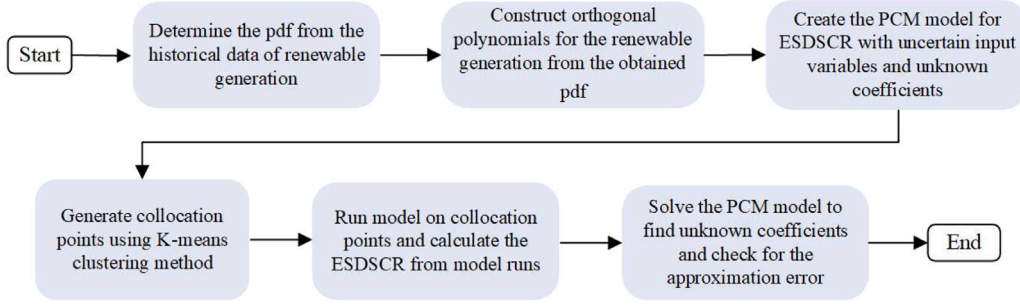 Start
Determine the pdf from the
historical data of renewable
generation
Construct orthogonal
polynomials for the renewable
generation from the obtained
pdf
Create the PCM model for
ESDSCR with uncertain input
variables and unknown
coefficients
Generate collocation
points using K-means
clustering method
Run model on collocation
points and calculate the
ESDSCR from model runs
Solve the PCM model to
find unknown coefficients
and check for the
approximation error
End